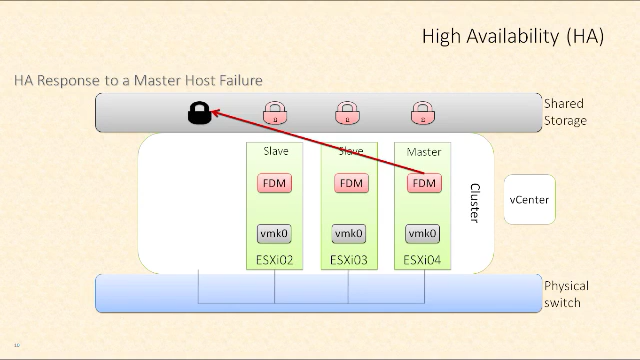 High Availability (HA)
HA Response to a Master Host Failure
Shared
Storage
Slave
Slave
Master
FDM
FDM
FDM
Cluster
vCenter
vmk0
vmk0
vmk0
ESXi02
ESXi03
ESXi04
Physical
switch